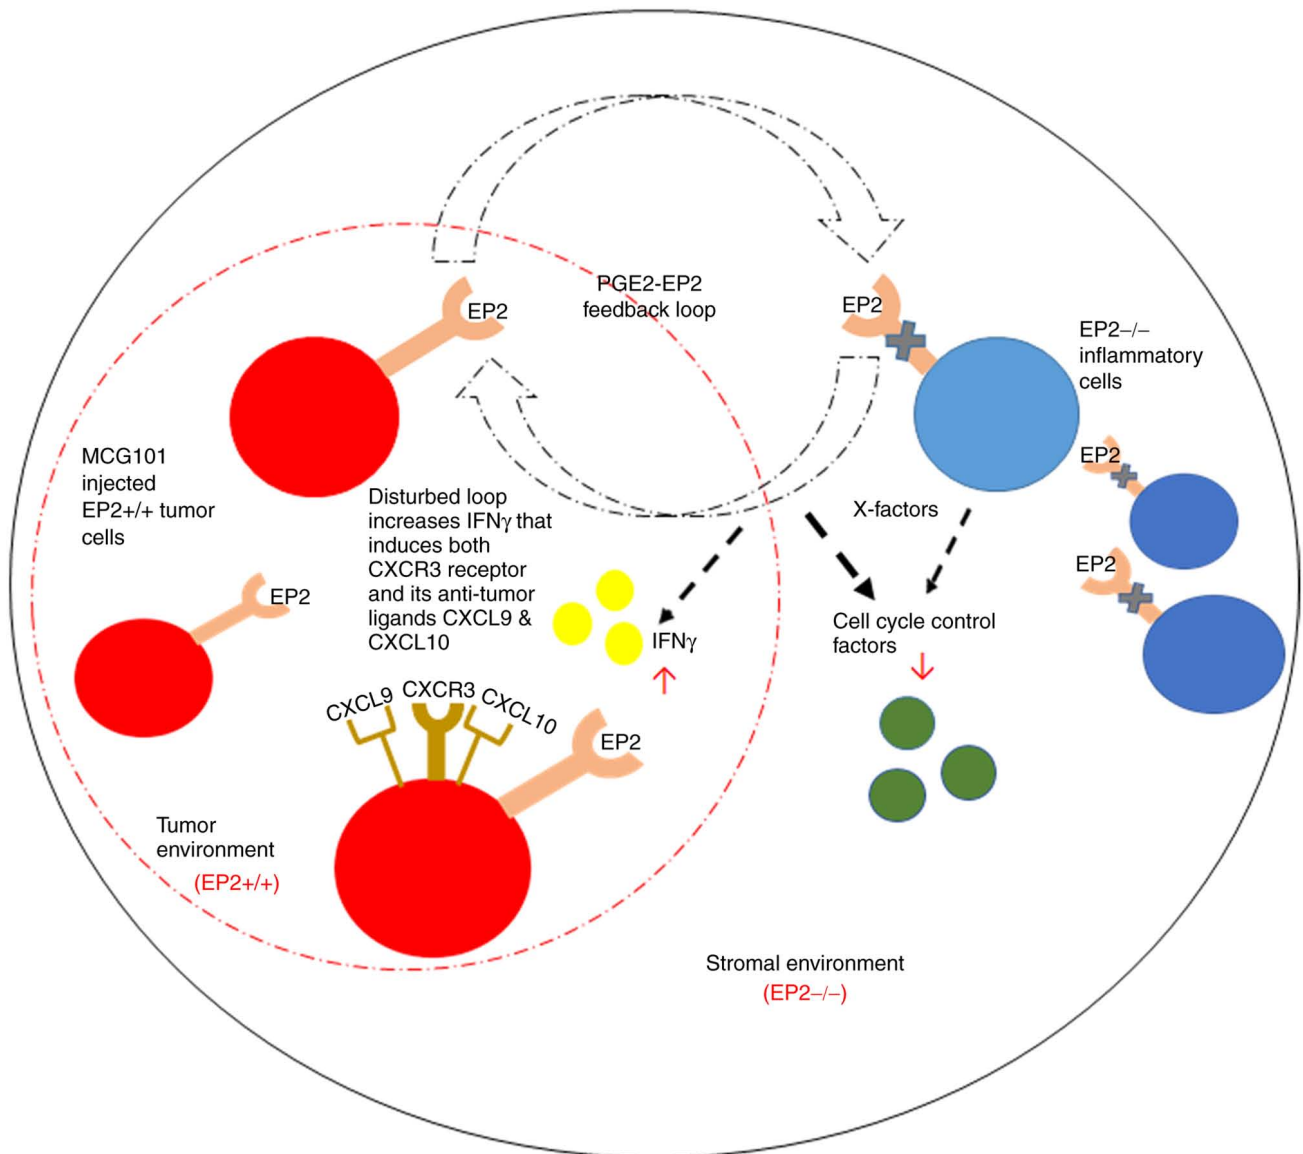 PGE2-EP2
feedback loop
EP2
EP2
EP2−/−
inflammatory
cells
MCG101
injected
EP2+/+ tumor
cells
EP2
EP2
Disturbed loop
increases IFNγ that
induces both
CXCR3 receptor
and its anti-tumor
ligands CXCL9 &
CXCL10
X-factors
EP2
EP2
IFNγ
↑
Cell cycle control
factors
↓
CXCL9
CXCR3
CXCL10
EP2
Tumor
environment
(EP2+/+)
Stromal environment
(EP2−/−)